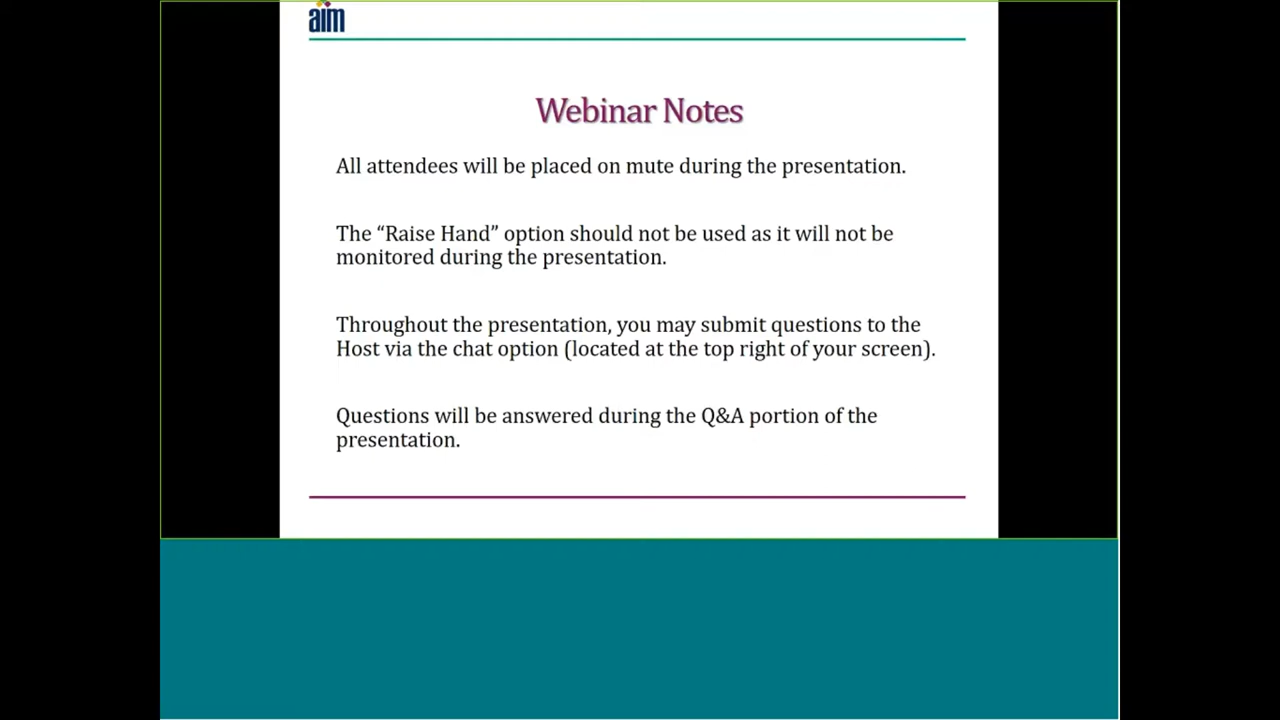 aim
Webinar Notes
All attendees will be placed on mute during the presentation.
The “Raise Hand” option should not be used as it will not be
monitored during the presentation.
Throughout the presentation, you may submit questions to the
Host via the chat option (located at the top right of your screen).
Questions will be answered during the Q&A portion of the
presentation.